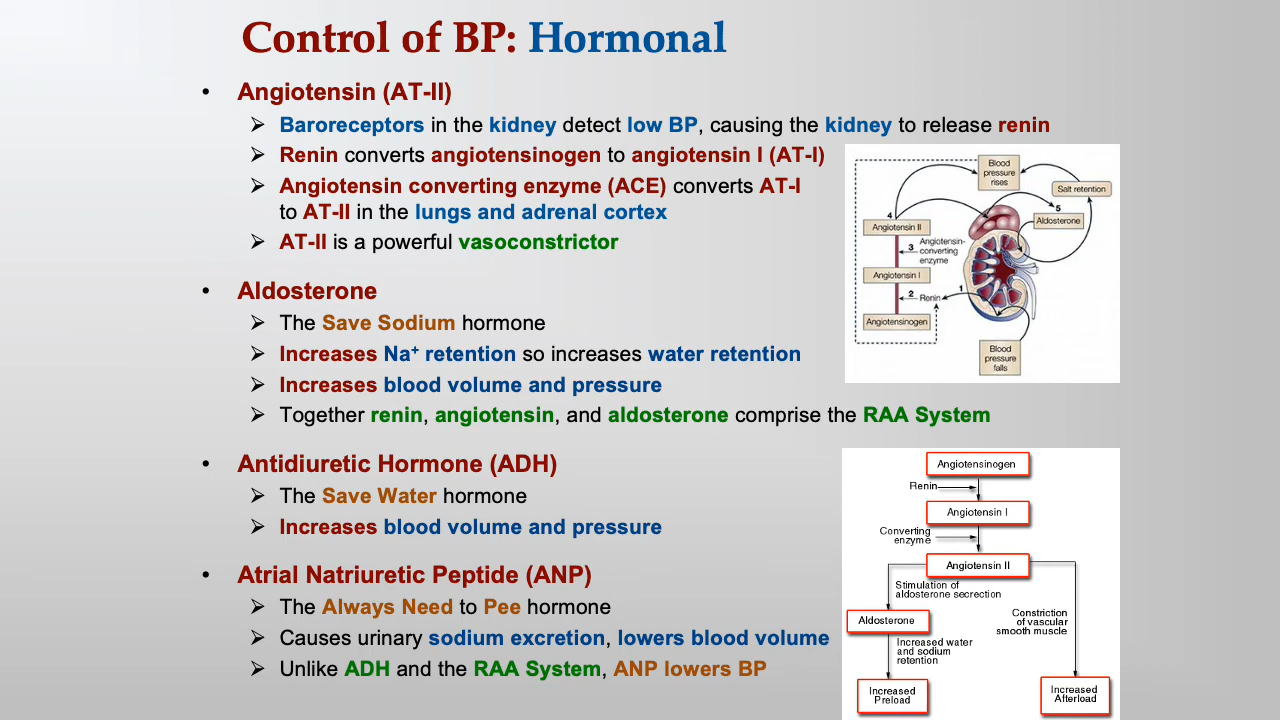 Control of BP: Hormonal
• Angiotensin (AT-II)
➢ Baroreceptors in the kidney detect low BP, causing the kidney to release renin
➢ Renin converts angiotensinogen to angiotensin I (AT-I)
➢ Angiotensin converting enzyme (ACE) converts AT-I
to AT-II in the lungs and adrenal cortex
➢ AT-II is a powerful vasoconstrictor
• Aldosterone
➢ The Save Sodium hormone
➢ Increases Na⁺ retention so increases water retention
➢ Increases blood volume and pressure
➢ Together renin, angiotensin, and aldosterone comprise the RAA System
• Antidiuretic Hormone (ADH)
➢ The Save Water hormone
➢ Increases blood volume and pressure
• Atrial Natriuretic Peptide (ANP)
➢ The Always Need to Pee hormone
➢ Causes urinary sodium excretion, lowers blood volume
➢ Unlike ADH and the RAA System, ANP lowers BP
Blood
pressure
rises
Salt retention
4
5
Aldosterone
Angiotensin II
3
Angiotensin-
converting
enzyme
Angiotensin I
2
Renin
1
Angiotensinogen
Blood
pressure
falls
Angiotensinogen
Renin
Angiotensin I
Converting
enzyme
Angiotensin II
Stimulation of
aldosterone secretion
Constriction
of vascular
smooth muscle
Aldosterone
Increased water
and sodium
retention
Increased
Preload
Increased
Afterload